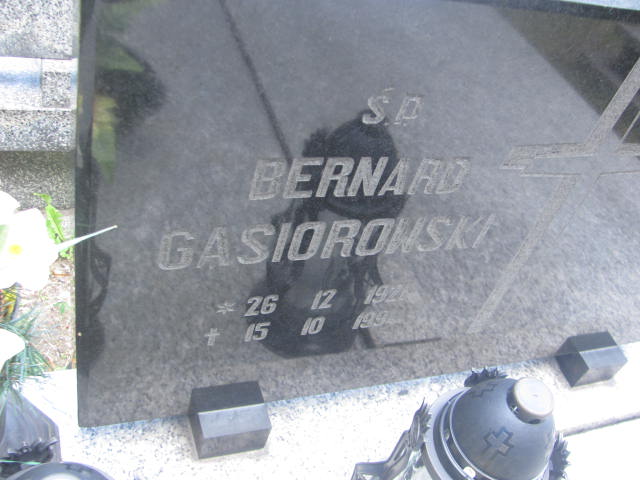 Ś.P.
BERNARD
GASIOROWSKI
* 26 12
† 15 10